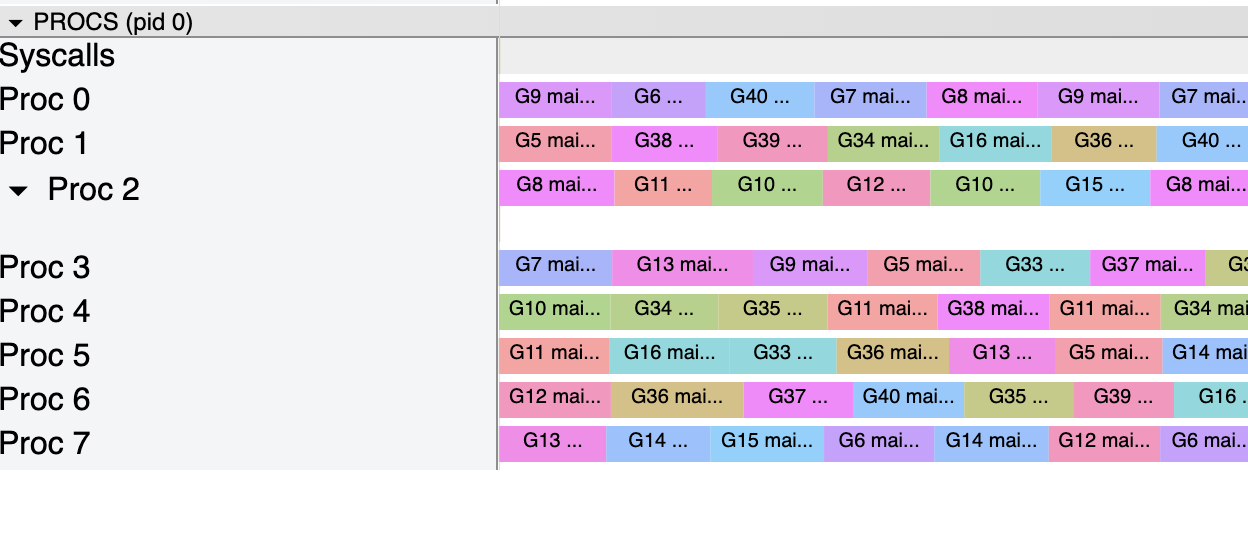 PROCS (pid 0)
Syscalls
Proc 0 G9 mai... G6 ... G40 ... G7 mai... G8 mai... G9 mai... G7 mai..
Proc 1 G5 mai... G38 ... G39 ... G34 mai... G16 mai... G36 ... G40 ...
Proc 2 G8 mai... G11 ... G10 ... G12 ... G10 ... G15 ... G8 mai...
Proc 3 G7 mai... G13 mai... G9 mai... G5 mai... G33 ... G37 mai...
Proc 4 G10 mai... G34 ... G35 ... G11 mai... G38 mai... G11 mai... G34 mai
Proc 5 G11 mai... G16 mai... G33 ... G36 mai... G13 ... G5 mai... G14 mai
Proc 6 G12 mai... G36 mai... G37 ... G40 mai... G35 ... G39 ... G16 .
Proc 7 G13 ... G14 ... G15 mai... G6 mai... G14 mai... G12 mai... G6 mai..